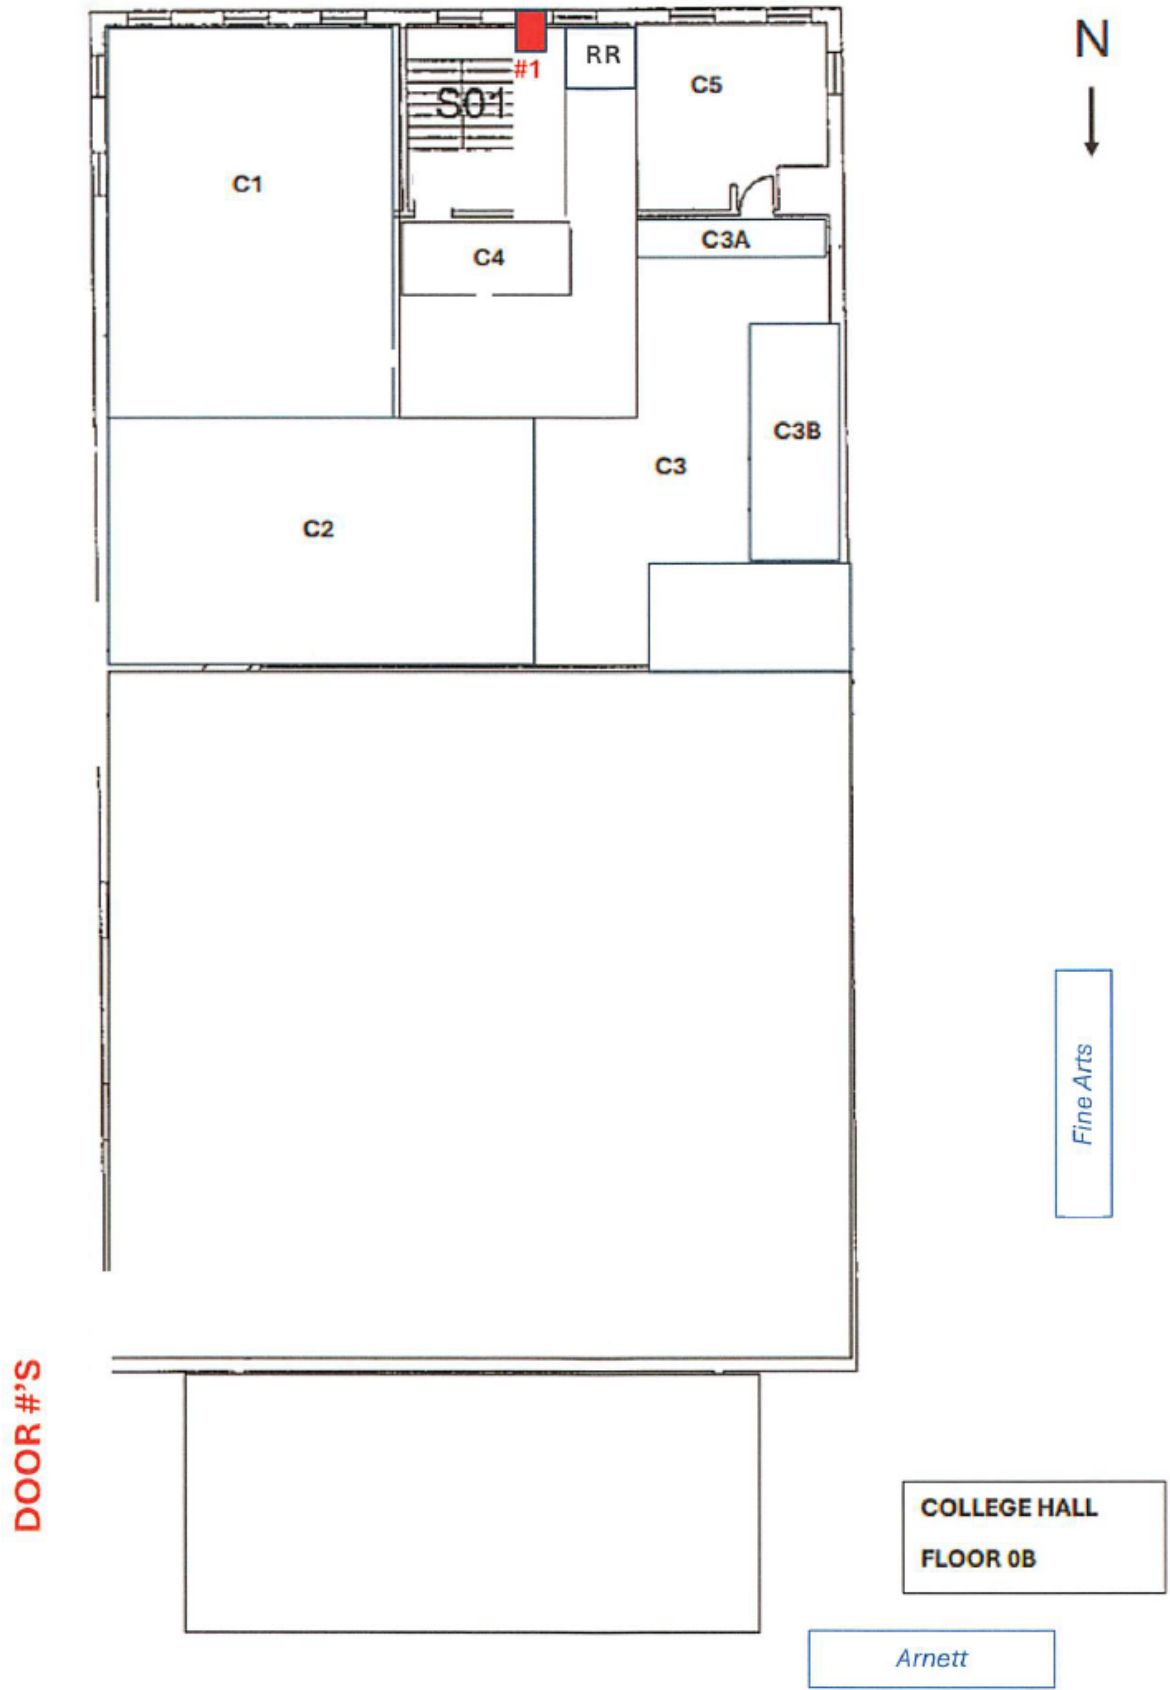 N
RR
#1
C5
S01
C1
C3A
C4
C3B
C3
C2
Fine Arts
DOOR #'S
COLLEGE HALL
FLOOR 0B
Arnett